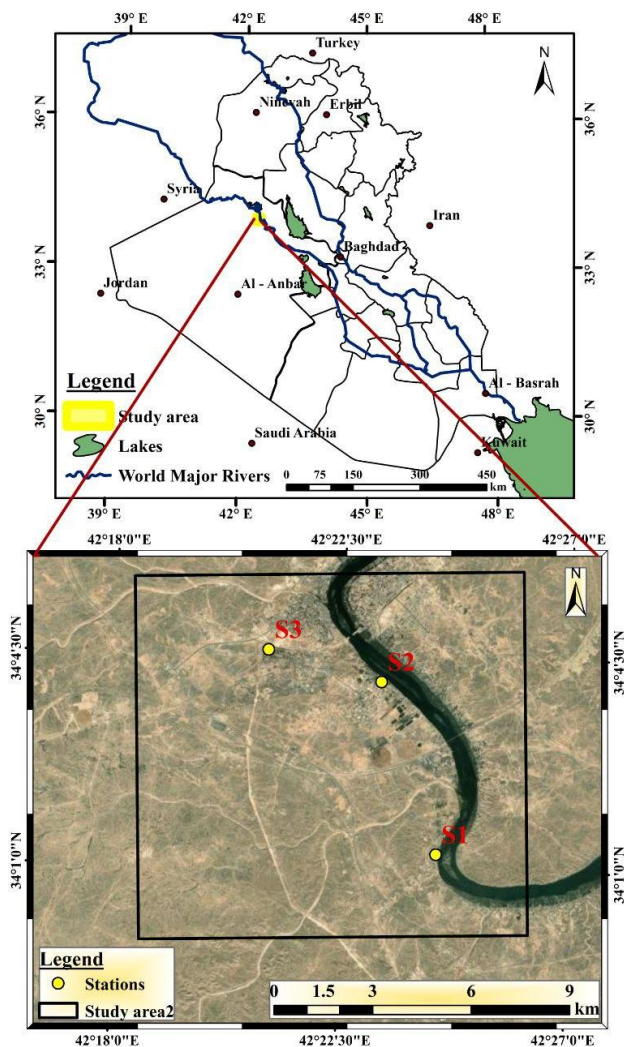 39° E 42° E 45° E 48° E
Turkey
N
36° N
36° N
Nineyah
Erbil
Syria
Iran
33° N
Baghdad
33° N
Jordan
Al - Anbar
Legend
Al - Basrah
30° N
Study area
30° N
Saudi Arabia
Kuwait
Lakes
World Major Rivers
0 75 150 300 450
km
39° E 42° E 45° E 48° E
42°18'0"E 42°22'30"E 42°27'0"E
N
34°4'30"N
S3
34°4'30"N
S2
34°1'0"N
S1
34°1'0"N
Legend
Stations
Study area2
0 1.5 3 6 9
km
42°18'0"E 42°22'30"E 42°27'0"E